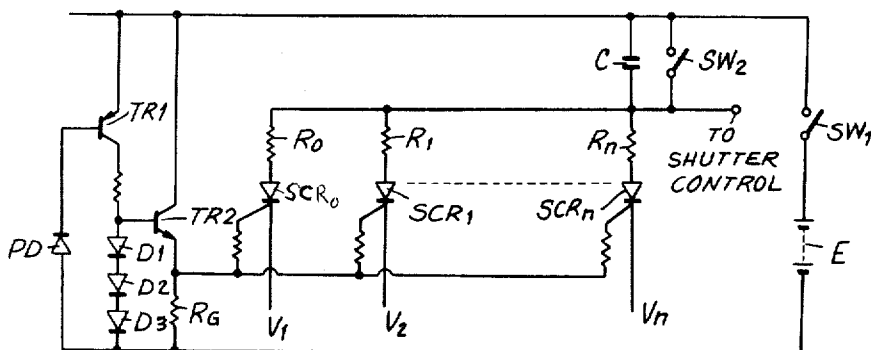 C
SW2
TR1
R0
R1
Rn
TO
SHUTTER
CONTROL
SW1
SCR0
SCR1
SCRn
TR2
PD
D1
D2
D3
RG
V1
V2
Vn
E